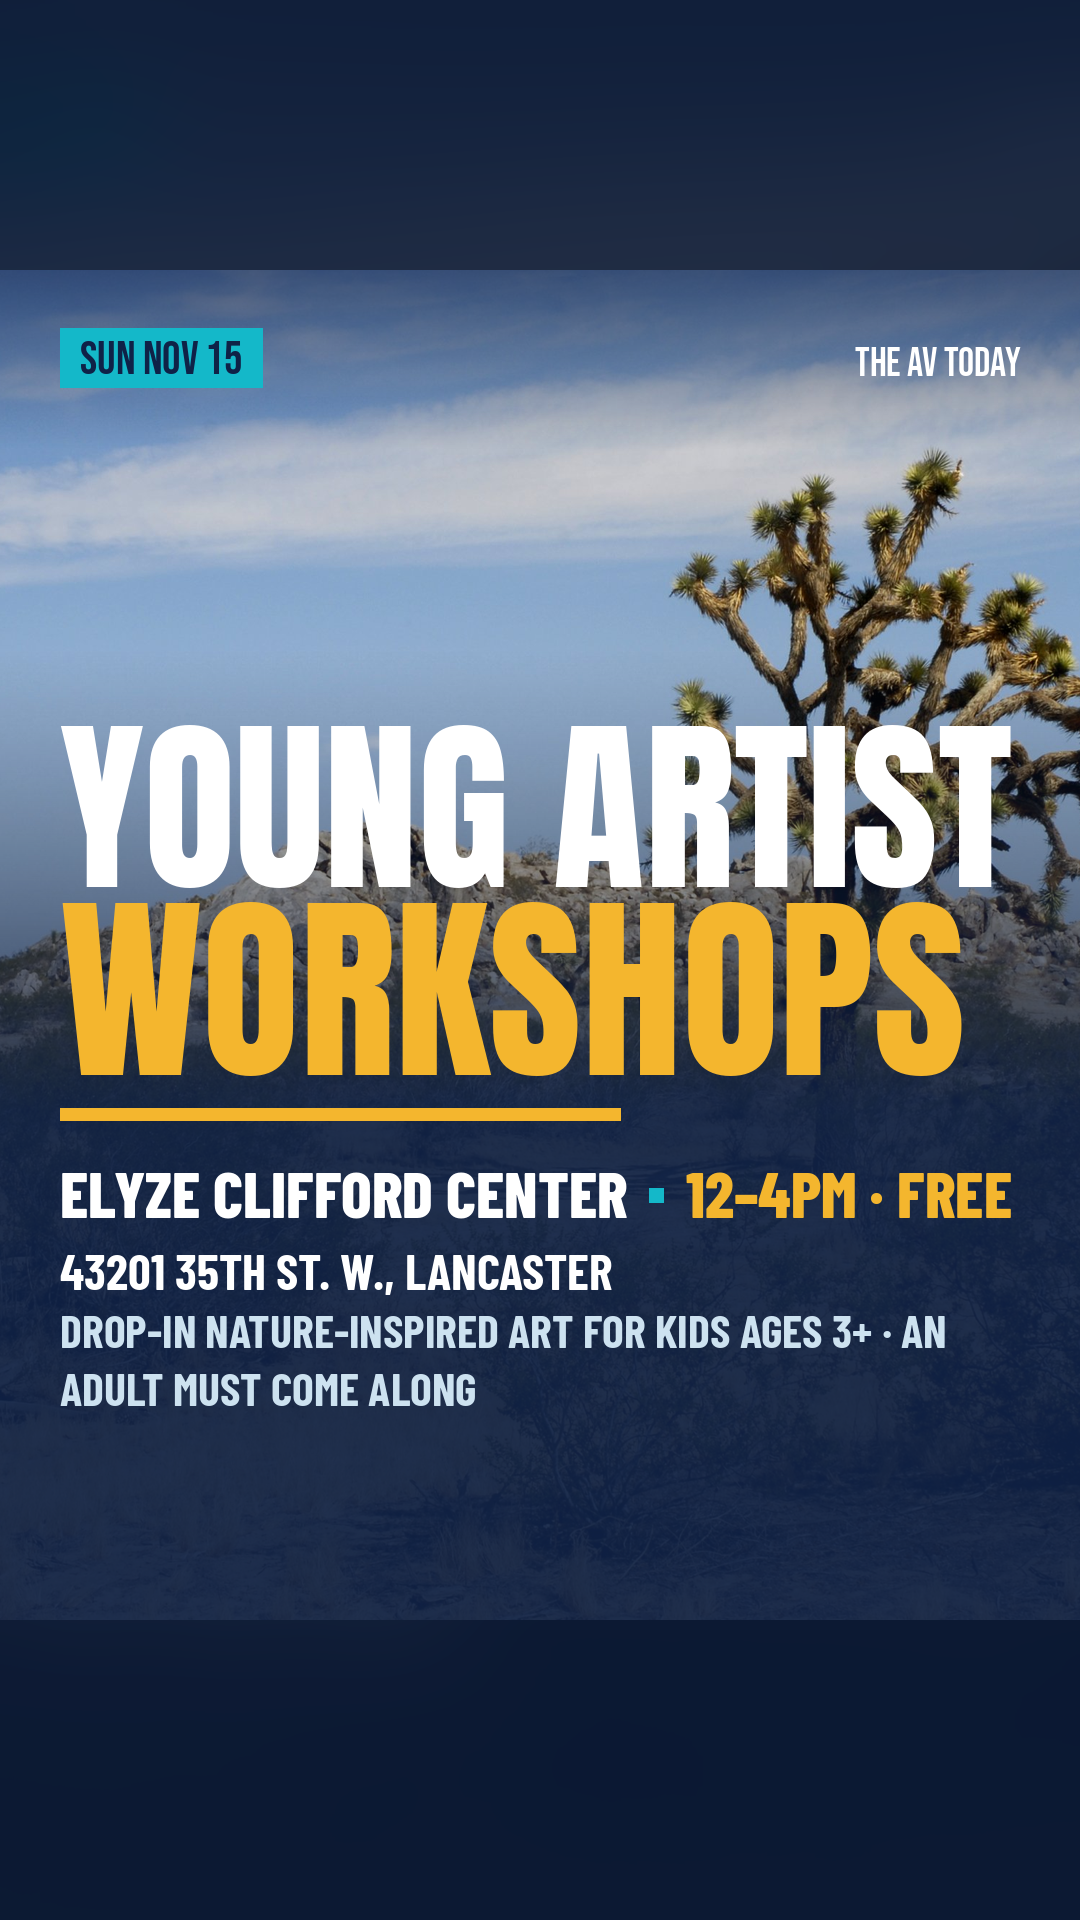 SUN NOV 15
THE AV TODAY
YOUNG ARTIST
WORKSHOPS
ELYZE CLIFFORD CENTER ▪ 12–4PM · FREE
43201 35TH ST. W., LANCASTER
DROP-IN NATURE-INSPIRED ART FOR KIDS AGES 3+ · AN
ADULT MUST COME ALONG